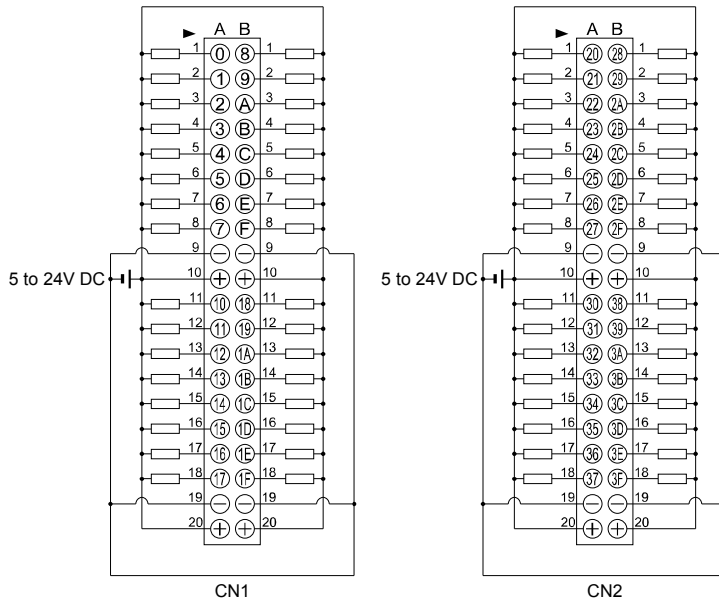 A B A B
1 0 8 1 1 20 28 1
2 1 9 2 2 21 29 2
3 2 A 3 3 22 2A 3
4 3 B 4 4 23 2B 4
5 4 C 5 5 24 2C 5
6 5 D 6 6 25 2D 6
7 6 E 7 7 26 2E 7
8 7 F 8 8 27 2F 8
9 − − 9 9 − − 9
5 to 24V DC 10 + + 10 5 to 24V DC 10 + + 10
11 10 18 11 11 30 38 11
12 11 19 12 12 31 39 12
13 12 1A 13 13 32 3A 13
14 13 1B 14 14 33 3B 14
15 14 1C 15 15 34 3C 15
16 15 1D 16 16 35 3D 16
17 16 1E 17 17 36 3E 17
18 17 1F 18 18 37 3F 18
19 − − 19 19 − − 19
20 + + 20 20 + + 20
CN1 CN2